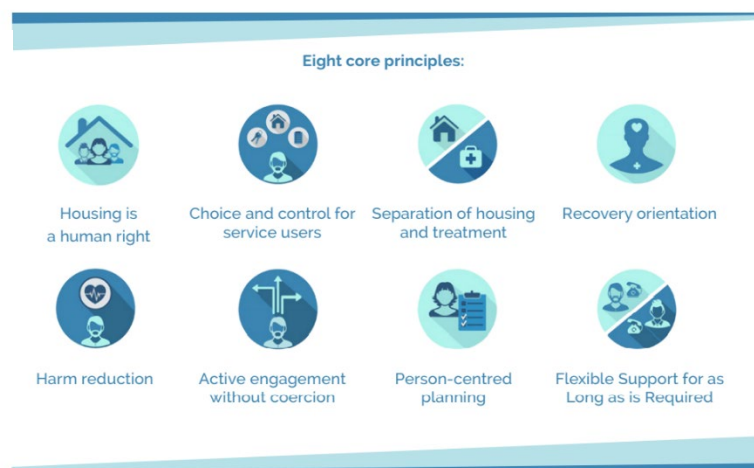 Eight core principles:
Housing is
a human right
Choice and control for
service users
Separation of housing
and treatment
Recovery orientation
Harm reduction
Active engagement
without coercion
Person-centred
planning
Flexible Support for as
Long as is Required